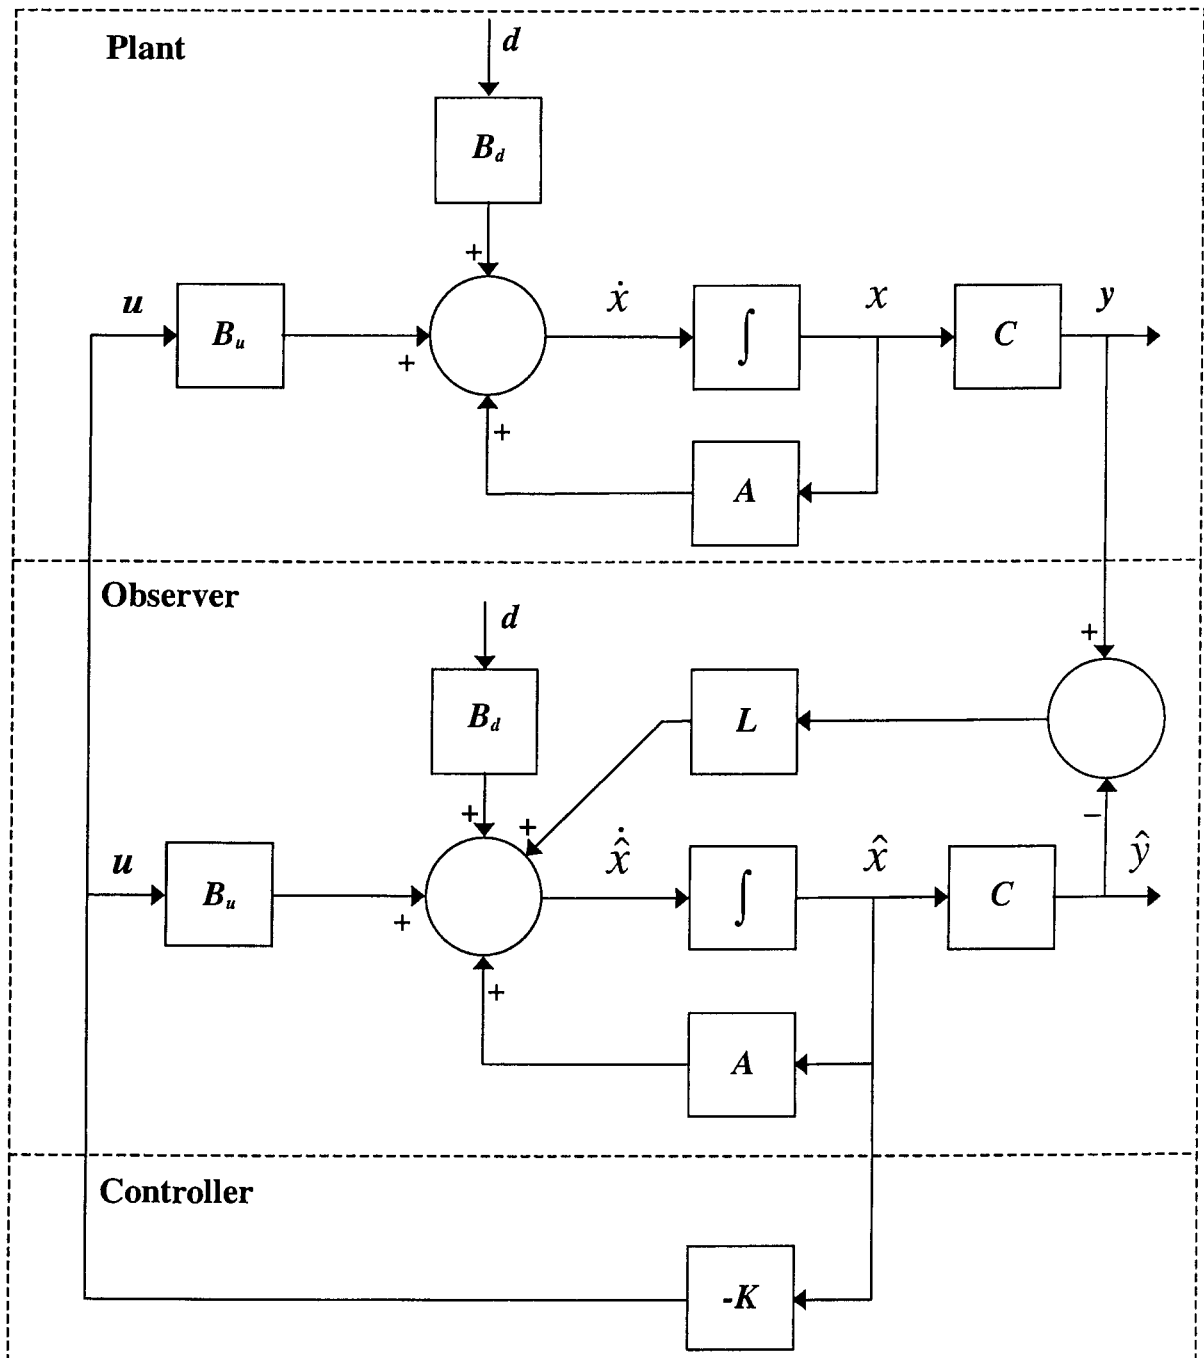 Plant
d
B_d
+
u
B_u
+
ẋ
∫
x
C
y
+
A
Observer
d
B_d
L
+
+
+
u
B_u
+
x̂̇
∫
x̂
C
−
ŷ
+
A
Controller
-K